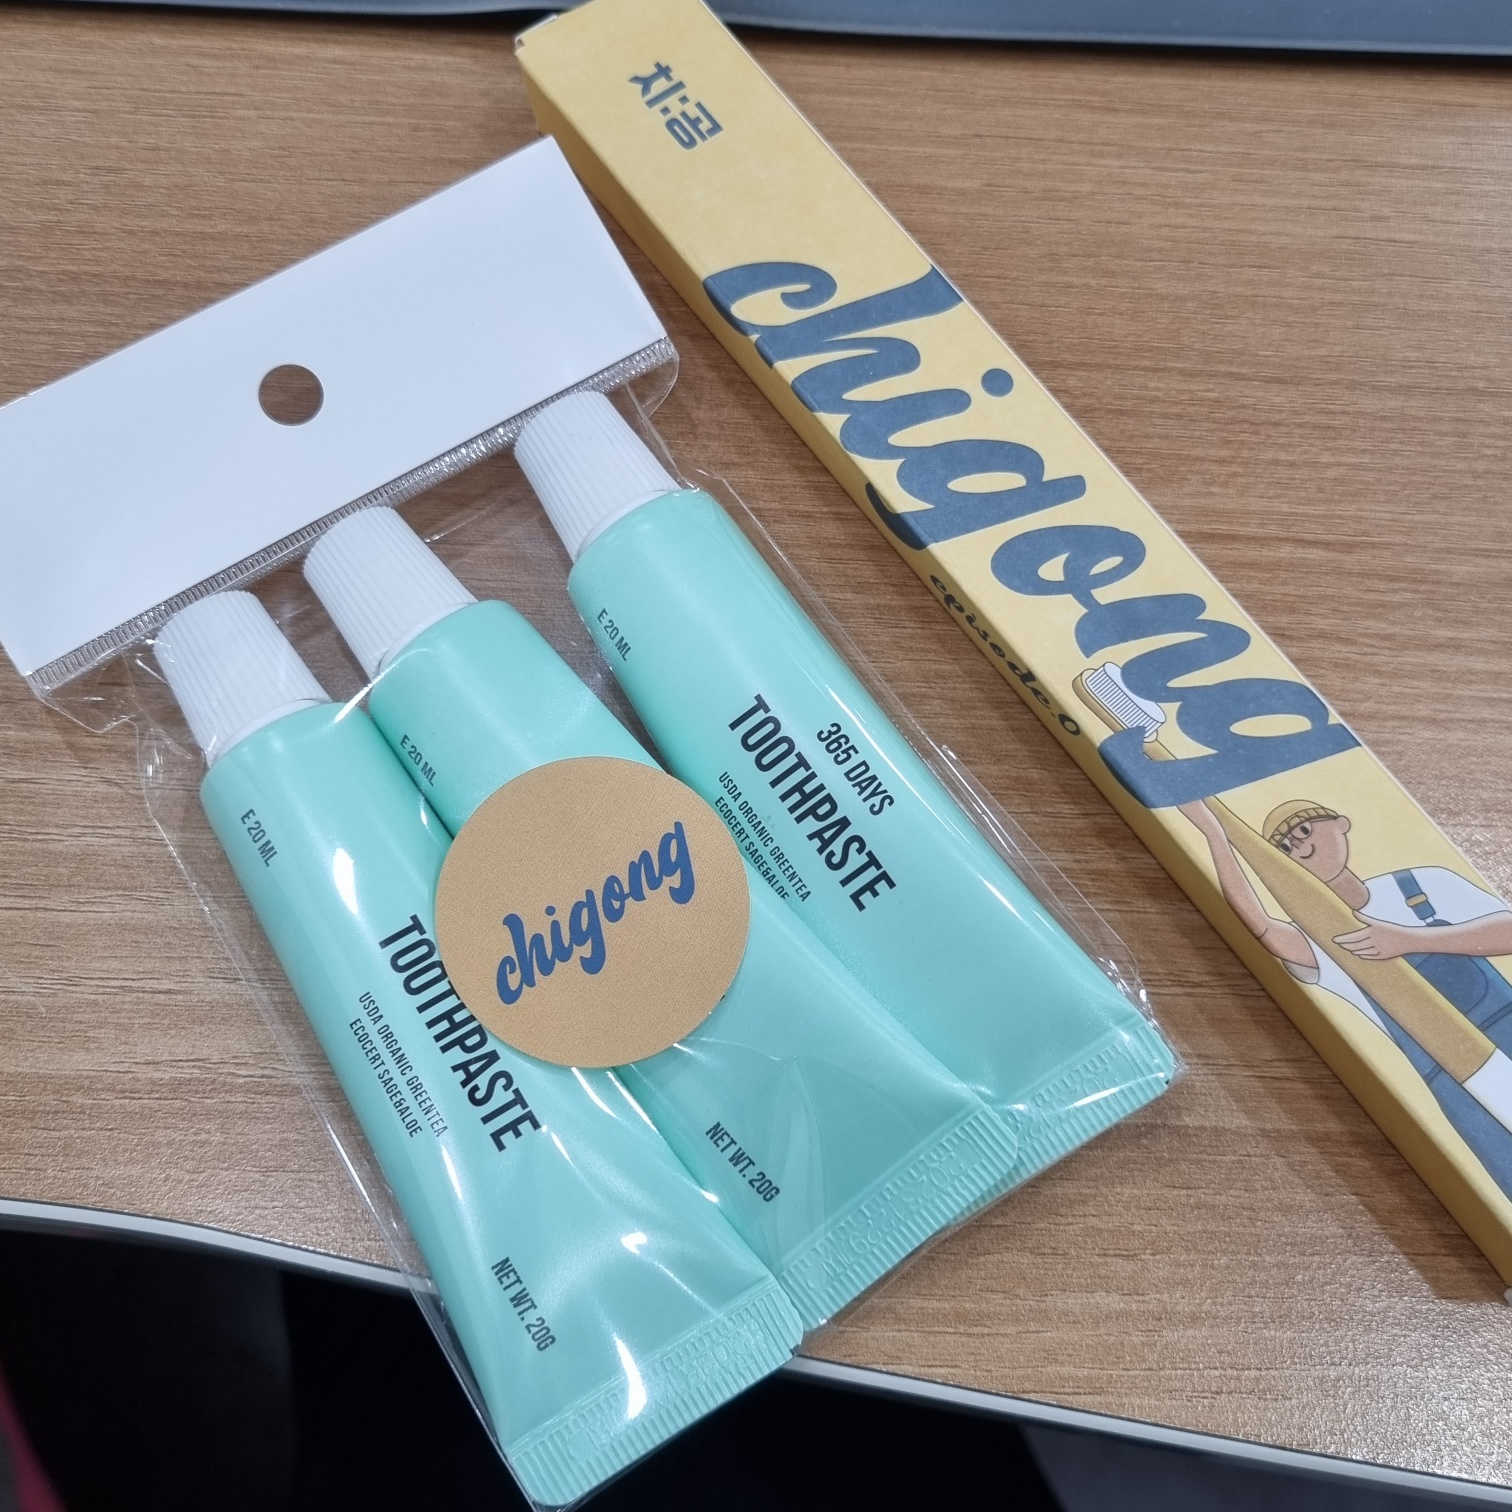 치:공
chigong
episode.0
E 20 ML
TOOTHPASTE
USDA ORGANIC GREENTEA
ECOCERT SAGE&ALOE
NET WT. 20G
E 20 ML
chigong
NET WT. 20G
E 20 ML
365 DAYS
TOOTHPASTE
USDA ORGANIC GREENTEA
ECOCERT SAGE&ALOE